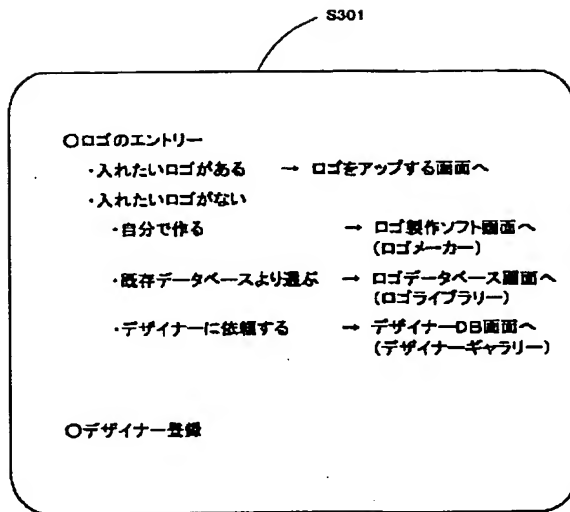 S301
○ロゴのエントリー
・入れたいロゴがある → ロゴをアップする画面へ
・入れたいロゴがない
・自分で作る → ロゴ製作ソフト画面へ
(ロゴメーカー)
・既存データベースより選ぶ → ロゴデータベース画面へ
(ロゴライブラリー)
・デザイナーに依頼する → デザイナーDB画面へ
(デザイナーギャラリー)
○デザイナー登録